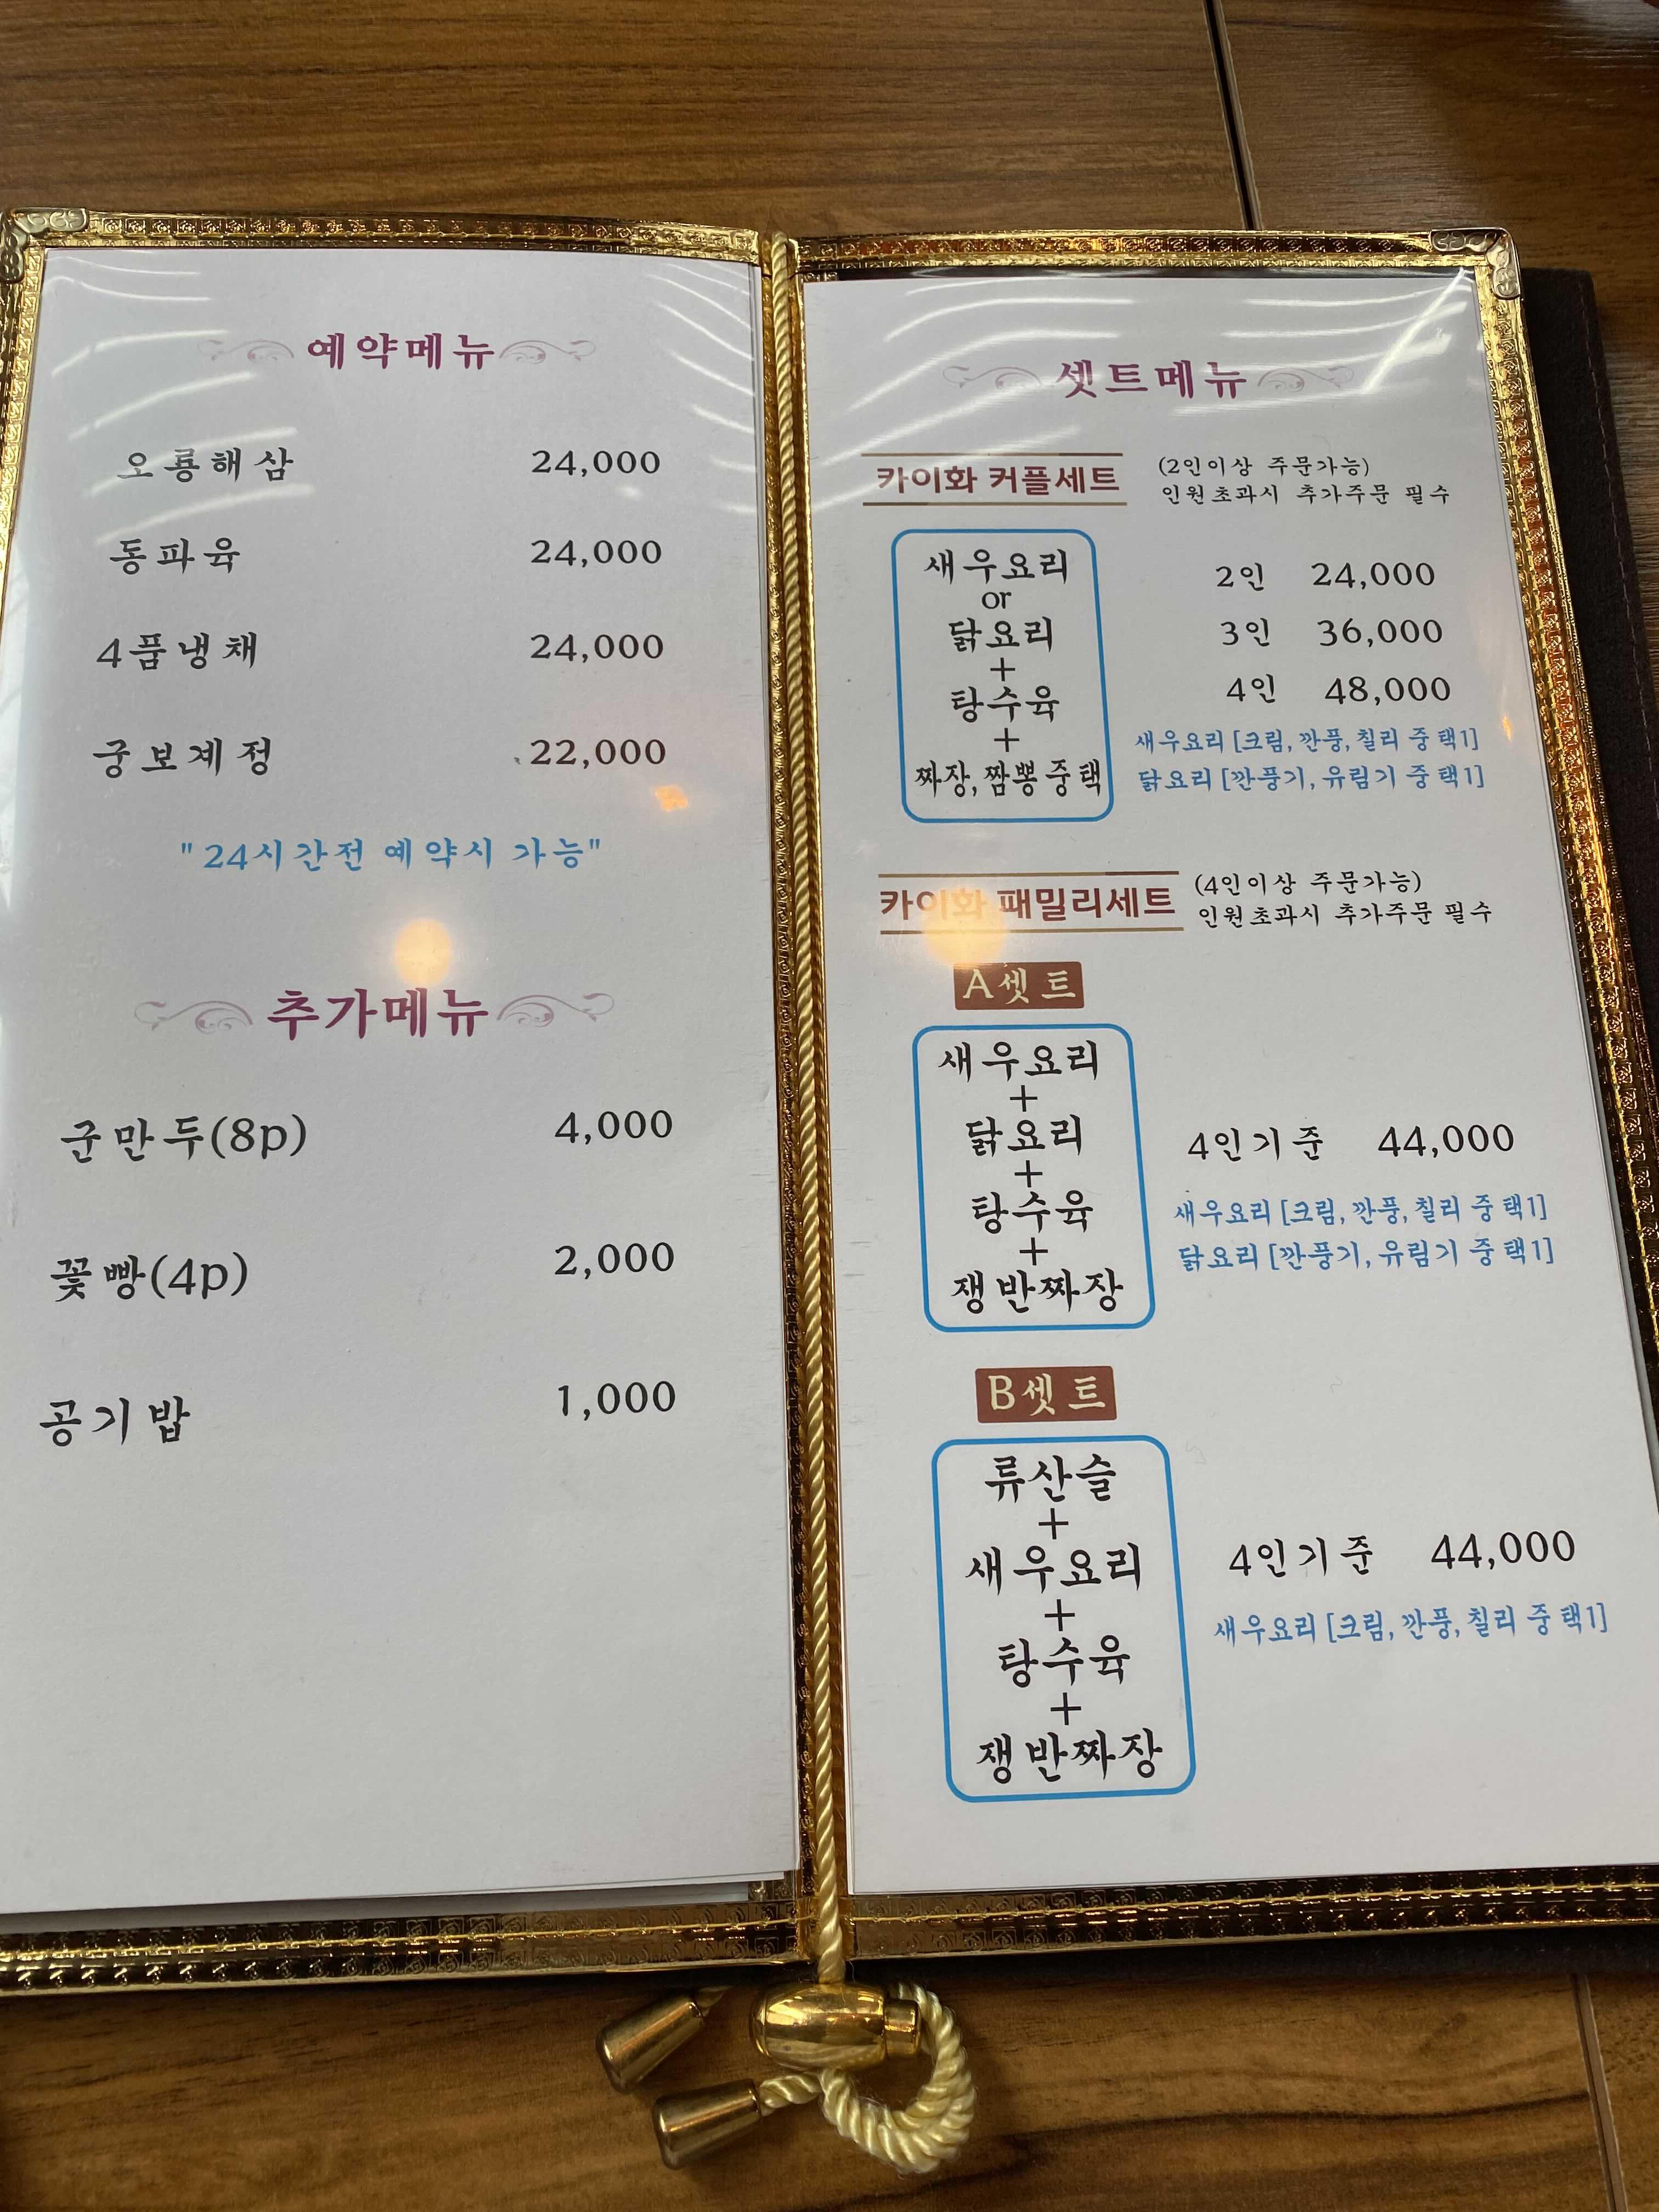 예약메뉴
오룡해삼 24,000
동파육 24,000
4품냉채 24,000
궁보계정 22,000
"24시간전 예약시 가능"
추가메뉴
군만두(8p) 4,000
꽃빵(4p) 2,000
공기밥 1,000
셋트메뉴
카이화 커플세트 (2인이상 주문가능)
인원초과시 추가주문 필수
새우요리
or
닭요리
+
탕수육
+
짜장,짬뽕중택
2인 24,000
3인 36,000
4인 48,000
새우요리 [크림, 깐풍, 칠리 중 택1]
닭요리 [깐풍기, 유림기 중 택1]
카이화 패밀리세트 (4인이상 주문가능)
인원초과시 추가주문 필수
A셋트
새우요리
+
닭요리
+
탕수육
+
쟁반짜장
4인기준 44,000
새우요리 [크림, 깐풍, 칠리 중 택1]
닭요리 [깐풍기, 유림기 중 택1]
B셋트
류산슬
+
새우요리
+
탕수육
+
쟁반짜장
4인기준 44,000
새우요리 [크림, 깐풍, 칠리 중 택1]